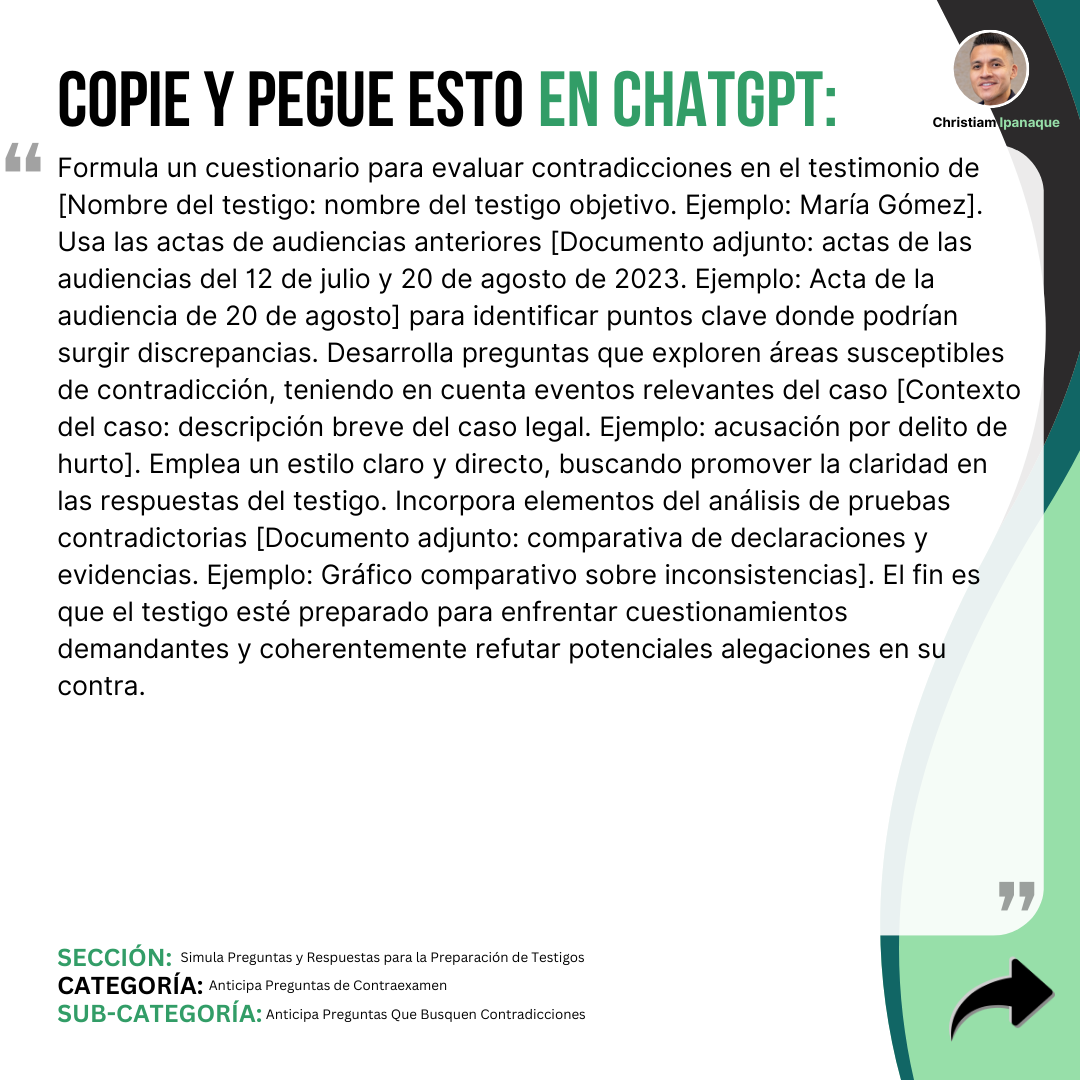 COPIE Y PEGUE ESTO EN CHATGPT:
Christiam Ipanaque
“
Formula un cuestionario para evaluar contradicciones en el testimonio de
[Nombre del testigo: nombre del testigo objetivo. Ejemplo: María Gómez].
Usa las actas de audiencias anteriores [Documento adjunto: actas de las
audiencias del 12 de julio y 20 de agosto de 2023. Ejemplo: Acta de la
audiencia de 20 de agosto] para identificar puntos clave donde podrían
surgir discrepancias. Desarrolla preguntas que exploren áreas susceptibles
de contradicción, teniendo en cuenta eventos relevantes del caso [Contexto
del caso: descripción breve del caso legal. Ejemplo: acusación por delito de
hurto]. Emplea un estilo claro y directo, buscando promover la claridad en
las respuestas del testigo. Incorpora elementos del análisis de pruebas
contradictorias [Documento adjunto: comparativa de declaraciones y
evidencias. Ejemplo: Gráfico comparativo sobre inconsistencias]. El fin es
que el testigo esté preparado para enfrentar cuestionamientos
demandantes y coherentemente refutar potenciales alegaciones en su
contra.
”
SECCIÓN: Simula Preguntas y Respuestas para la Preparación de Testigos
CATEGORÍA: Anticipa Preguntas de Contraexamen
SUB-CATEGORÍA: Anticipa Preguntas Que Busquen Contradicciones